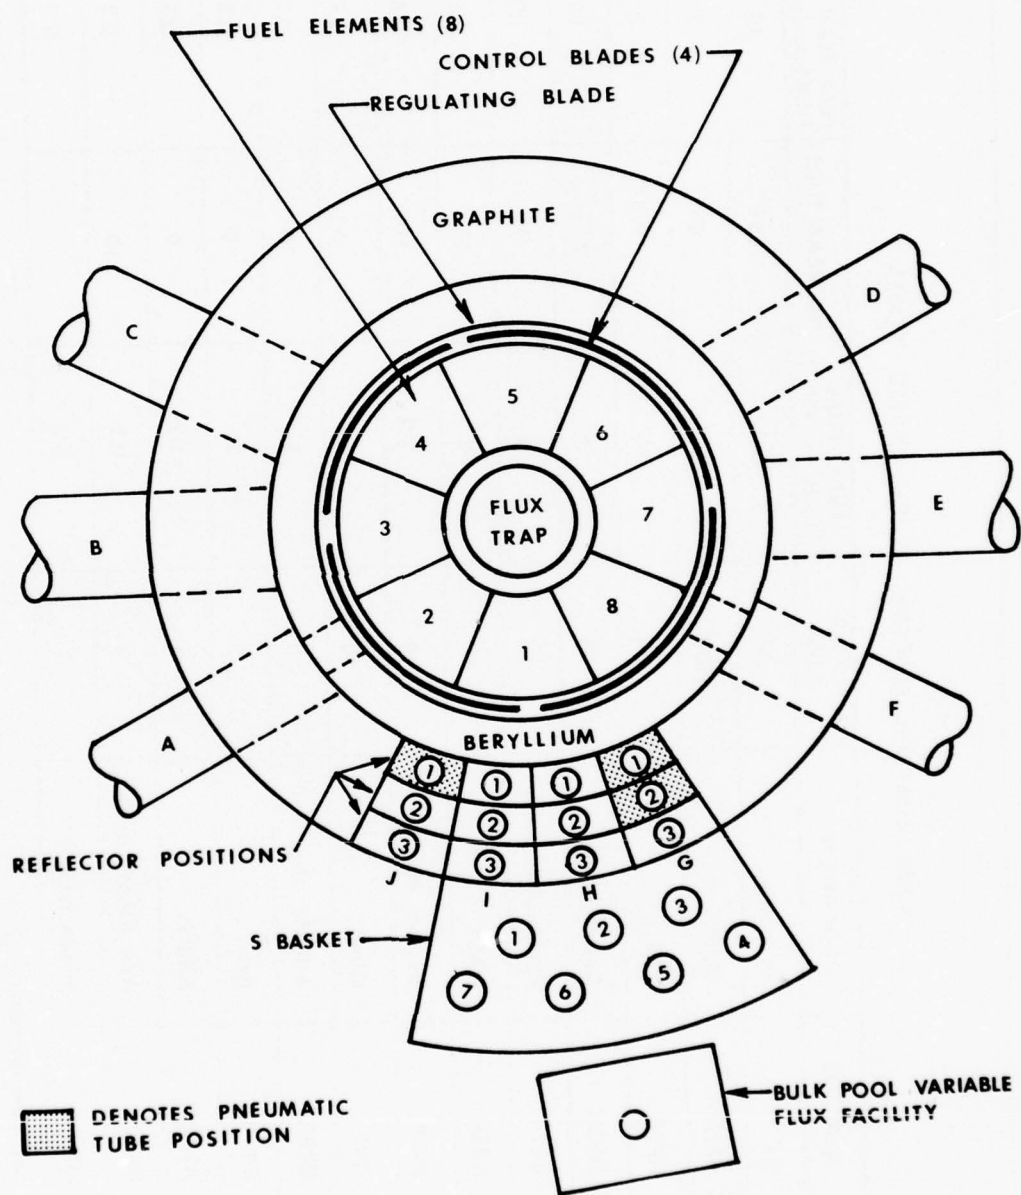 FUEL ELEMENTS (8)
CONTROL BLADES (4)
REGULATING BLADE
GRAPHITE
C
D
5
4
6
FLUX
TRAP
3
7
B
E
2
8
1
A
F
BERYLLIUM
1
1
1
1
2
2
2
2
3
3
3
3
REFLECTOR POSITIONS
J
I
H
G
S BASKET
1
2
3
4
7
6
5
BULK POOL VARIABLE
FLUX FACILITY
DENOTES PNEUMATIC
TUBE POSITION